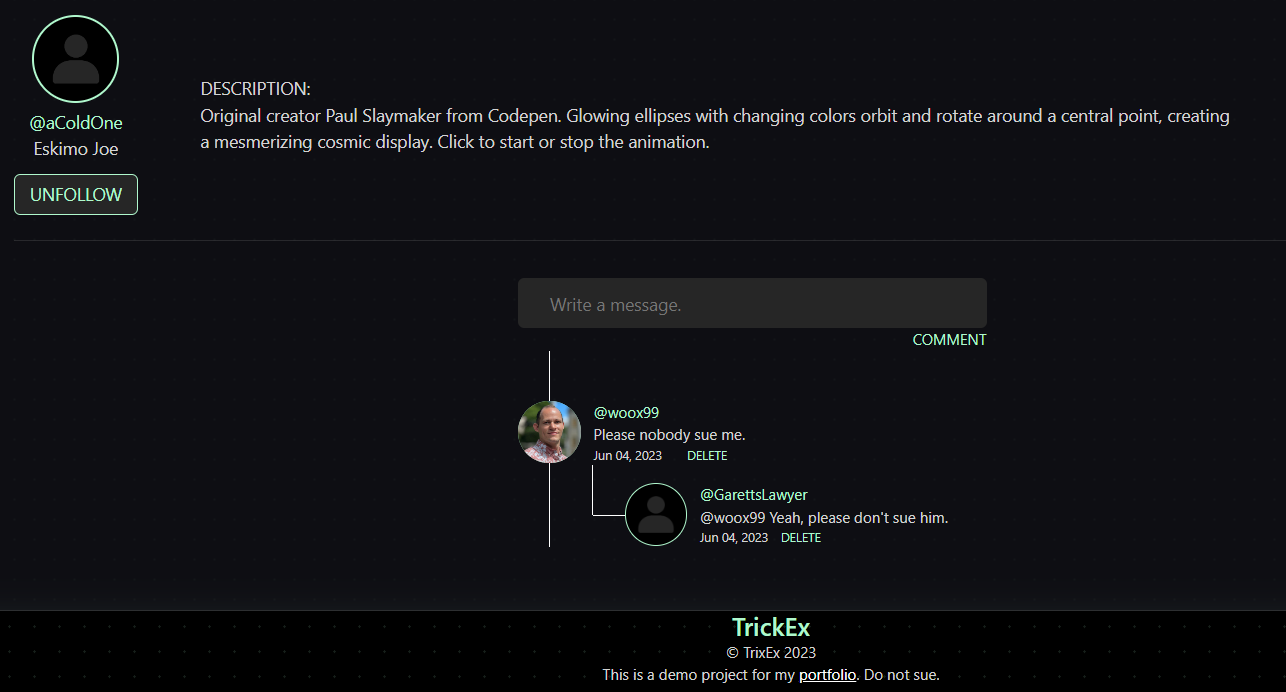 @aColdOne
Eskimo Joe
UNFOLLOW
DESCRIPTION:
Original creator Paul Slaymaker from Codepen. Glowing ellipses with changing colors orbit and rotate around a central point, creating
a mesmerizing cosmic display. Click to start or stop the animation.
Write a message.
COMMENT
@woox99
Please nobody sue me.
Jun 04, 2023 DELETE
@GarettsLawyer
@woox99 Yeah, please don't sue him.
Jun 04, 2023 DELETE
TrickEx
© TrixEx 2023
This is a demo project for my portfolio. Do not sue.